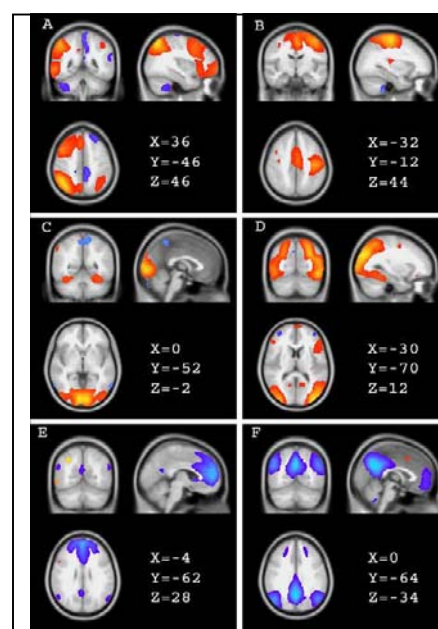 A
X=36
Y=-46
Z=46
B
X=-32
Y=-12
Z=44
C
X=0
Y=-52
Z=-2
D
X=-30
Y=-70
Z=12
E
X=-4
Y=-62
Z=28
F
X=0
Y=-64
Z=-34